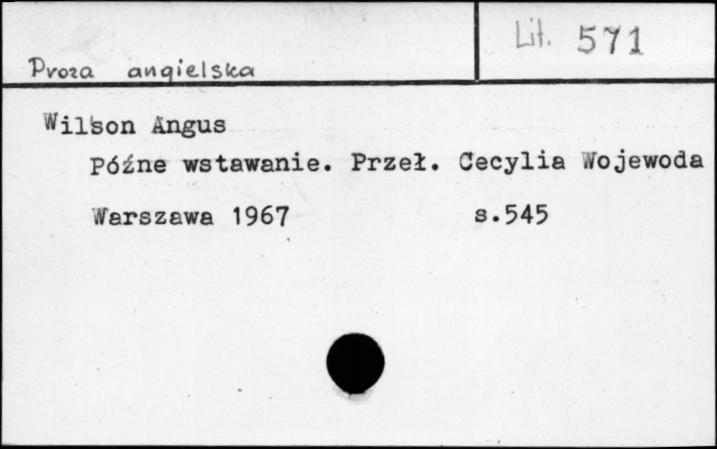 Lit. 571
Proza angielska
Wilson Angus
Późne wstawanie. Przeł. Cecylia Wojewoda
Warszawa 1967 s.545